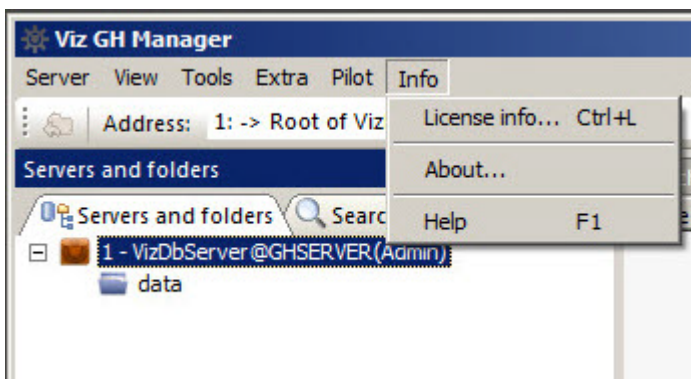 Viz GH Manager
Server View Tools Extra Pilot Info
Address: 1: -> Root of Viz
License info... Ctrl+L
Servers and folders
About...
Servers and folders
Help F1
1 - VizDbServer@GHSERVER(Admin)
data